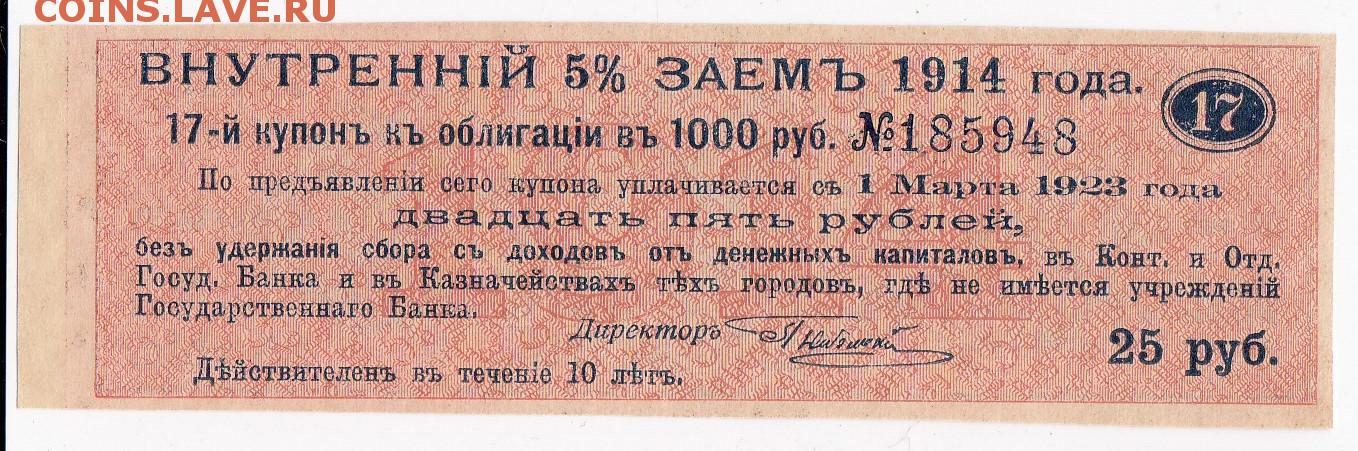 COINS.LAVE.RU
ВНУТРЕННІЙ 5% ЗАЕМЪ 1914 года.
17
17-й купонъ къ облигаціи въ 1000 руб. №185948
По предъявленіи сего купона уплачивается съ 1 Марта 1923 года
двадцать пять рублей,
безъ удержанія сбора съ доходовъ отъ денежныхъ капиталовъ, въ Конт. и Отд.
Госуд. Банка и въ Казначействахъ тѣхъ городовъ, гдѣ не имѣется учрежденій
Государственнаго Банка.
Директоръ
25 руб.
Дѣйствителенъ въ теченіе 10 лѣтъ.